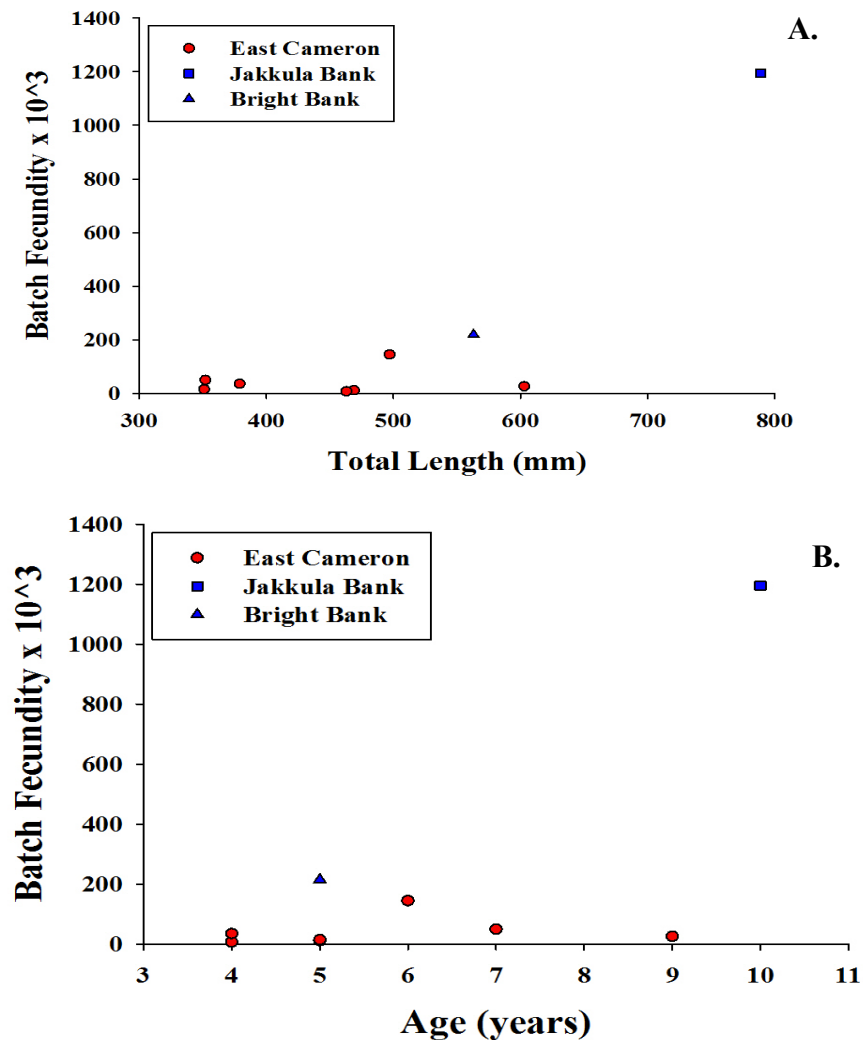 A.
1400
1200
1000
800
600
400
200
0
East Cameron
Jakkula Bank
Bright Bank
Batch Fecundity x 10^3
300 400 500 600 700 800
Total Length (mm)
B.
1400
1200
1000
800
600
400
200
0
East Cameron
Jakkula Bank
Bright Bank
Batch Fecundity x 10^3
3 4 5 6 7 8 9 10 11
Age (years)